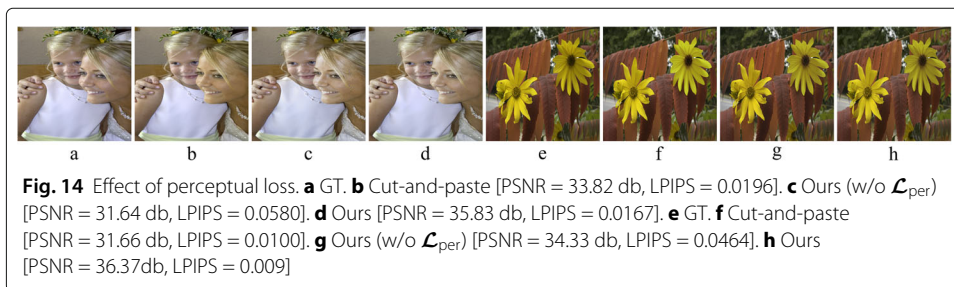 a b c d e f g h
Fig. 14 Effect of perceptual loss. a GT. b Cut-and-paste [PSNR = 33.82 db, LPIPS = 0.0196]. c Ours (w/o 𝓛per)
[PSNR = 31.64 db, LPIPS = 0.0580]. d Ours [PSNR = 35.83 db, LPIPS = 0.0167]. e GT. f Cut-and-paste
[PSNR = 31.66 db, LPIPS = 0.0100]. g Ours (w/o 𝓛per) [PSNR = 34.33 db, LPIPS = 0.0464]. h Ours
[PSNR = 36.37db, LPIPS = 0.009]